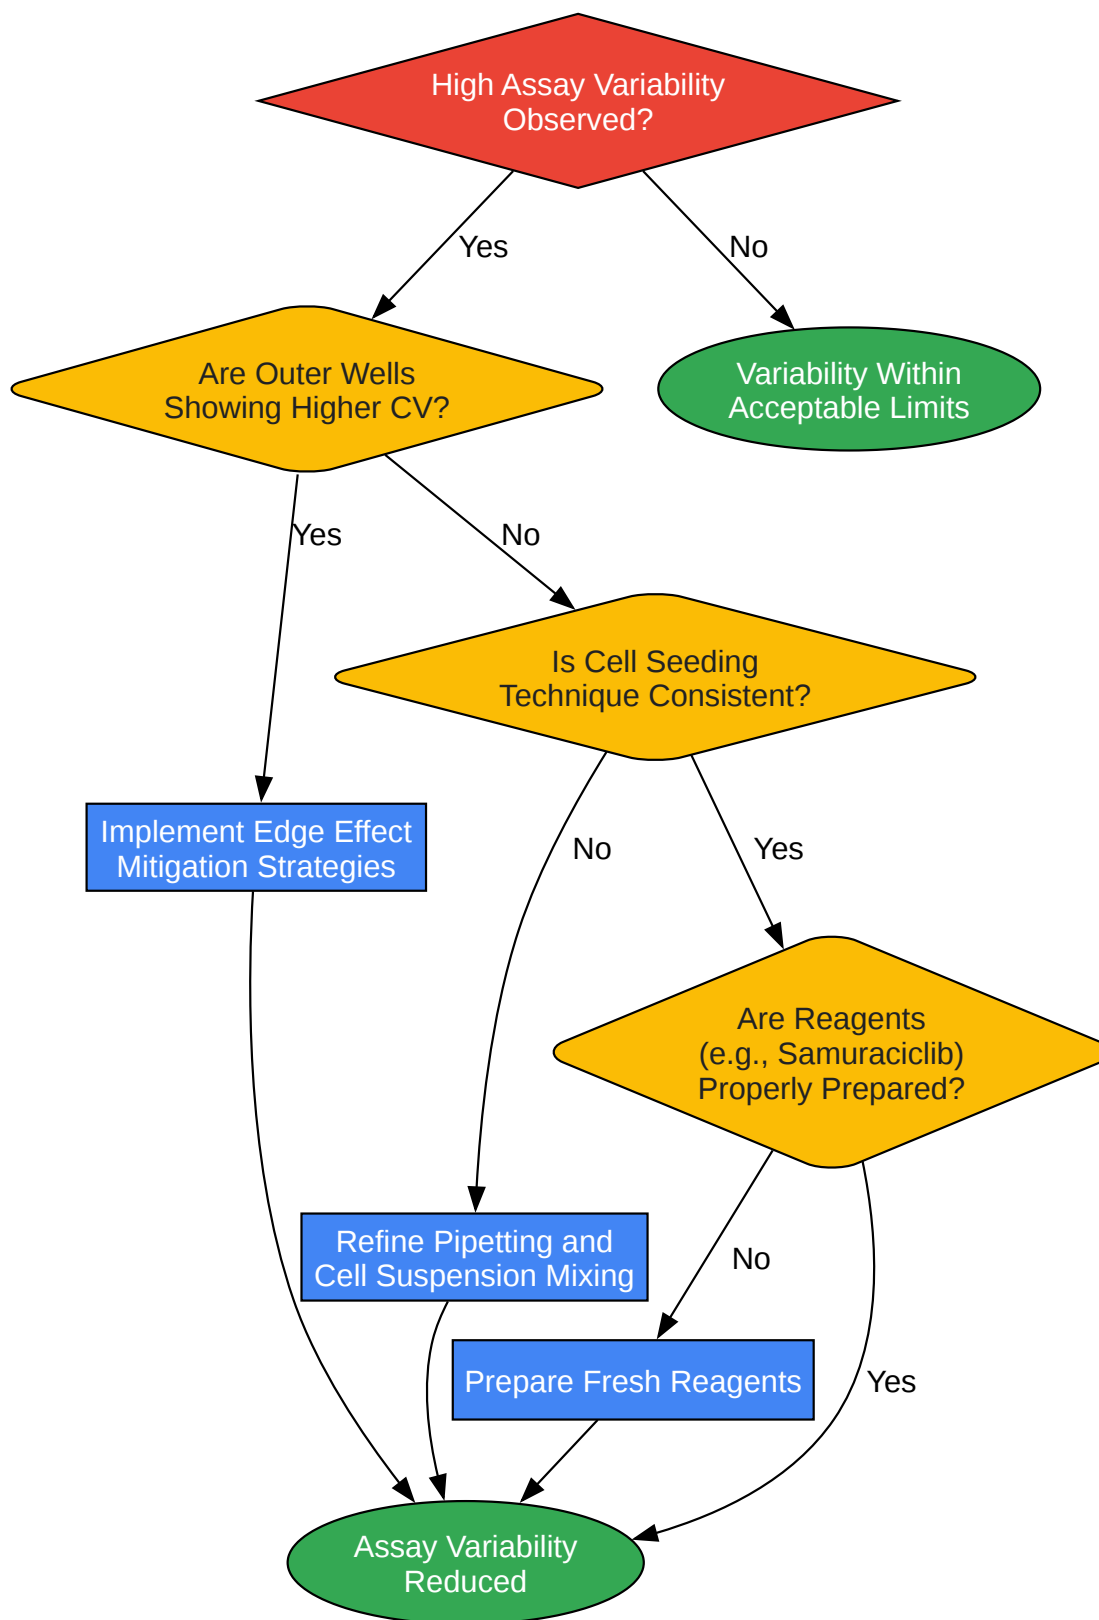 High Assay Variability
Observed?
Yes
No
Are Outer Wells
Showing Higher CV?
Variability Within
Acceptable Limits
Yes
No
Is Cell Seeding
Technique Consistent?
Implement Edge Effect
Mitigation Strategies
No
Yes
Are Reagents
(e.g., Samuraciclib)
Properly Prepared?
Refine Pipetting and
Cell Suspension Mixing
No
Prepare Fresh Reagents
Yes
Assay Variability
Reduced